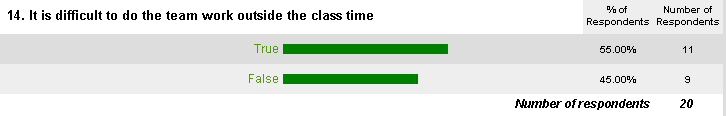 14. It is difficult to do the team work outside the class time
% of Respondents Number of Respondents
True 55.00% 11
False 45.00% 9
Number of respondents 20